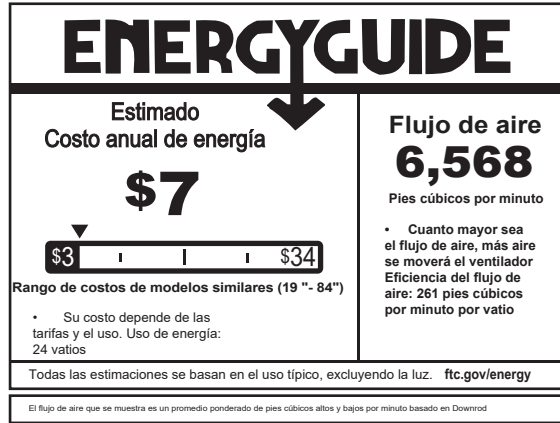 ENERGYGUIDE
Estimado
Costo anual de energía
$7
$3
$34
Rango de costos de modelos similares (19 "- 84")
• Su costo depende de las
tarifas y el uso. Uso de energía:
24 vatios
Flujo de aire
6,568
Pies cúbicos por minuto
• Cuanto mayor sea
el flujo de aire, más aire
se moverá el ventilador
Eficiencia del flujo de
aire: 261 pies cúbicos
por minuto por vatio
Todas las estimaciones se basan en el uso típico, excluyendo la luz. ftc.gov/energy
El flujo de aire que se muestra es un promedio ponderado de pies cúbicos altos y bajos por minuto basado en Downrod